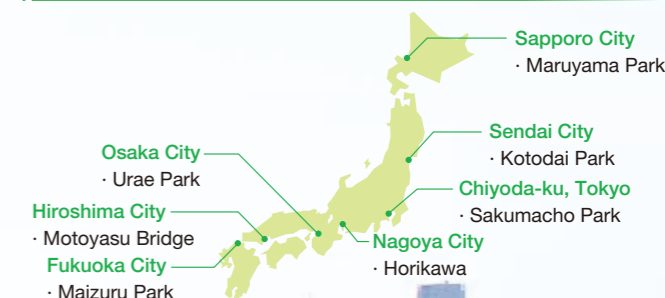 Sapporo City
· Maruyama Park
Sendai City
· Kotodai Park
Osaka City
· Urae Park
Chiyoda-ku, Tokyo
· Sakumacho Park
Hiroshima City
· Motoyasu Bridge
Nagoya City
· Horikawa
Fukuoka City
· Maizuru Park